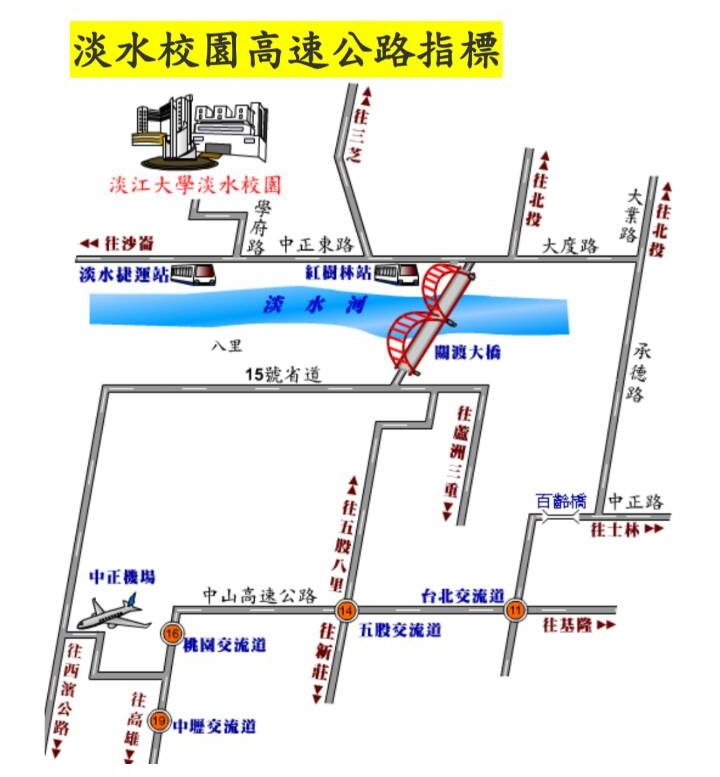 淡水校園高速公路指標
往三芝
淡江大學淡水校園
往北投
大業路
往北投
學府路
往沙崙
中正東路
大度路
淡水捷運站
紅樹林站
淡水河
八里
關渡大橋
承德路
15號省道
往蘆洲三重
往五股八里
百齡橋
中正路
往士林
中正機場
中山高速公路
台北交流道
14
11
往基隆
五股交流道
往新莊
16
桃園交流道
往西濱公路
往高雄
19
中壢交流道